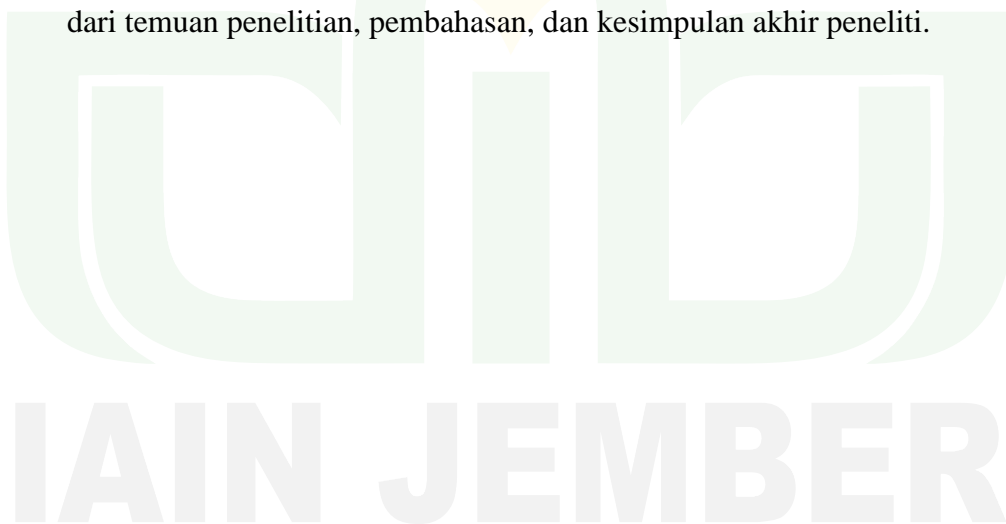 dari temuan penelitian, pembahasan, dan kesimpulan akhir peneliti.
IAIN JEMBER